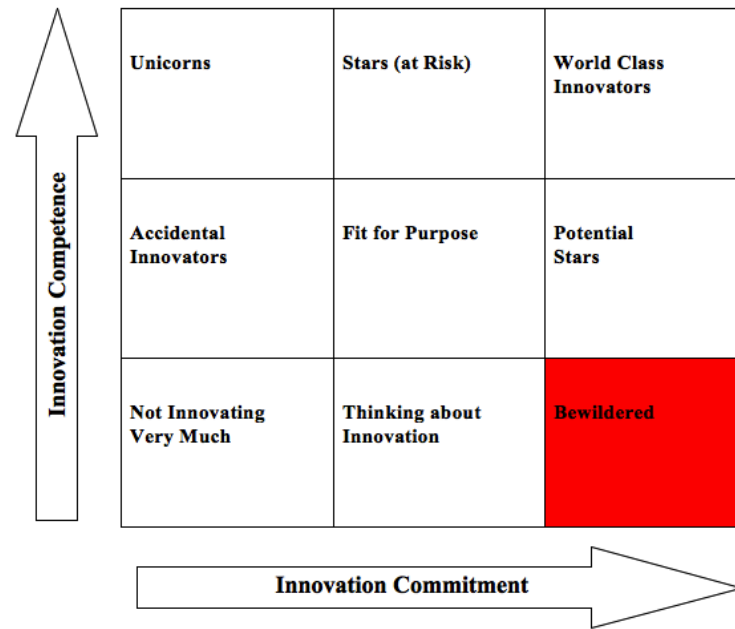 Unicorns
Stars (at Risk)
World Class
Innovators
Accidental
Innovators
Fit for Purpose
Potential
Stars
Not Innovating
Very Much
Thinking about
Innovation
Bewildered
Innovation Competence
Innovation Commitment